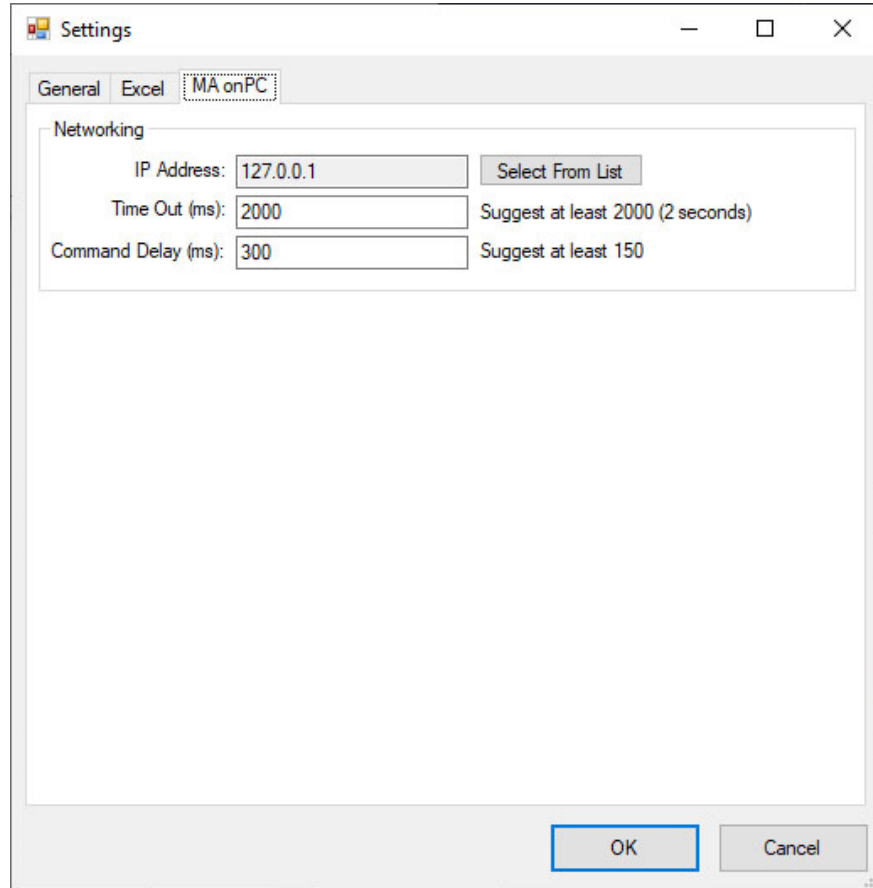 Settings
General Excel MA onPC
Networking
IP Address: 127.0.0.1 Select From List
Time Out (ms): 2000 Suggest at least 2000 (2 seconds)
Command Delay (ms): 300 Suggest at least 150
OK Cancel